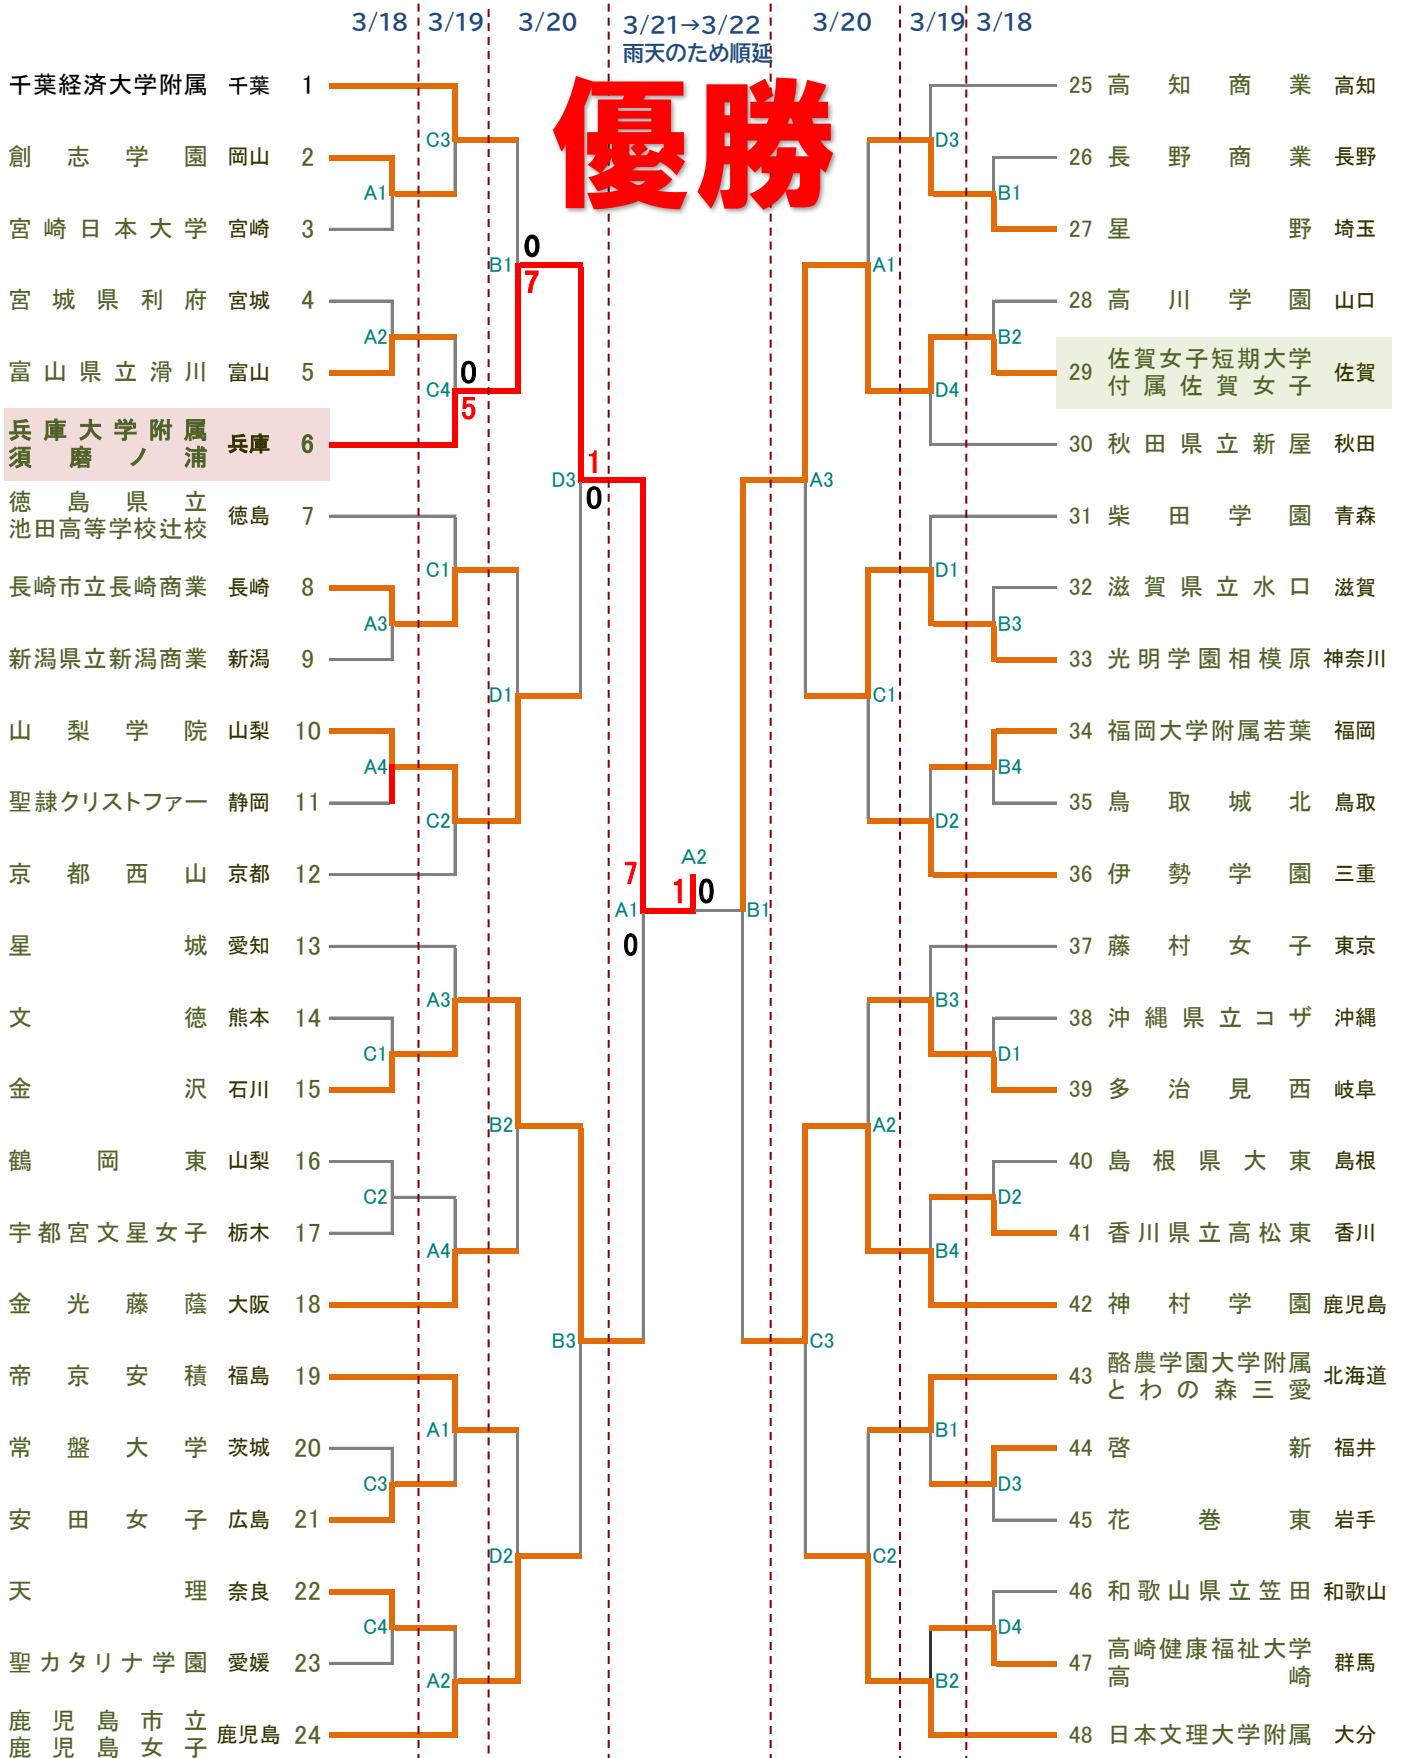 3/18 3/19 3/20 3/21→3/22 3/20 3/19 3/18
雨天のため順延
優勝
千葉経済大学附属 千葉 1
創志学園 岡山 2
宮崎日本大学 宮崎 3
宮城県利府 宮城 4
富山県立滑川 富山 5
兵庫大学附属
須磨ノ浦 兵庫 6
徳島県立
池田高等学校辻校 徳島 7
長崎市立長崎商業 長崎 8
新潟県立新潟商業 新潟 9
山梨学院 山梨 10
聖隷クリストファー 静岡 11
京都西山 京都 12
星城 愛知 13
文徳 熊本 14
金沢 石川 15
鶴岡東 山梨 16
宇都宮文星女子 栃木 17
金光藤蔭 大阪 18
帝京安積 福島 19
常盤大学 茨城 20
安田女子 広島 21
天理 奈良 22
聖カタリナ学園 愛媛 23
鹿児島市立
鹿児島女子 鹿児島 24
A1
A2
A3
A4
C1
C2
C3
C4
C3
C4
0
5
C1
C2
A3
A4
A1
A2
B1
0
7
D1
B2
D2
D3
1
0
B3
7
A1
0
A2
1 0
B1
A3
C3
A1
C1
A2
C2
D3
D4
D1
D2
B3
B4
B1
B2
B1
B2
B3
B4
D1
D2
D3
D4
25 高知商業 高知
26 長野商業 長野
27 星野 埼玉
28 高川学園 山口
29 佐賀女子短期大学
付属佐賀女子 佐賀
30 秋田県立新屋 秋田
31 柴田学園 青森
32 滋賀県立水口 滋賀
33 光明学園相模原 神奈川
34 福岡大学附属若葉 福岡
35 鳥取城北 鳥取
36 伊勢学園 三重
37 藤村女子 東京
38 沖縄県立コザ 沖縄
39 多治見西 岐阜
40 島根県大東 島根
41 香川県立高松東 香川
42 神村学園 鹿児島
43 酪農学園大学附属
とわの森三愛 北海道
44 啓新 福井
45 花巻東 岩手
46 和歌山県立笠田 和歌山
47 高崎健康福祉大学
高崎 群馬
48 日本文理大学附属 大分